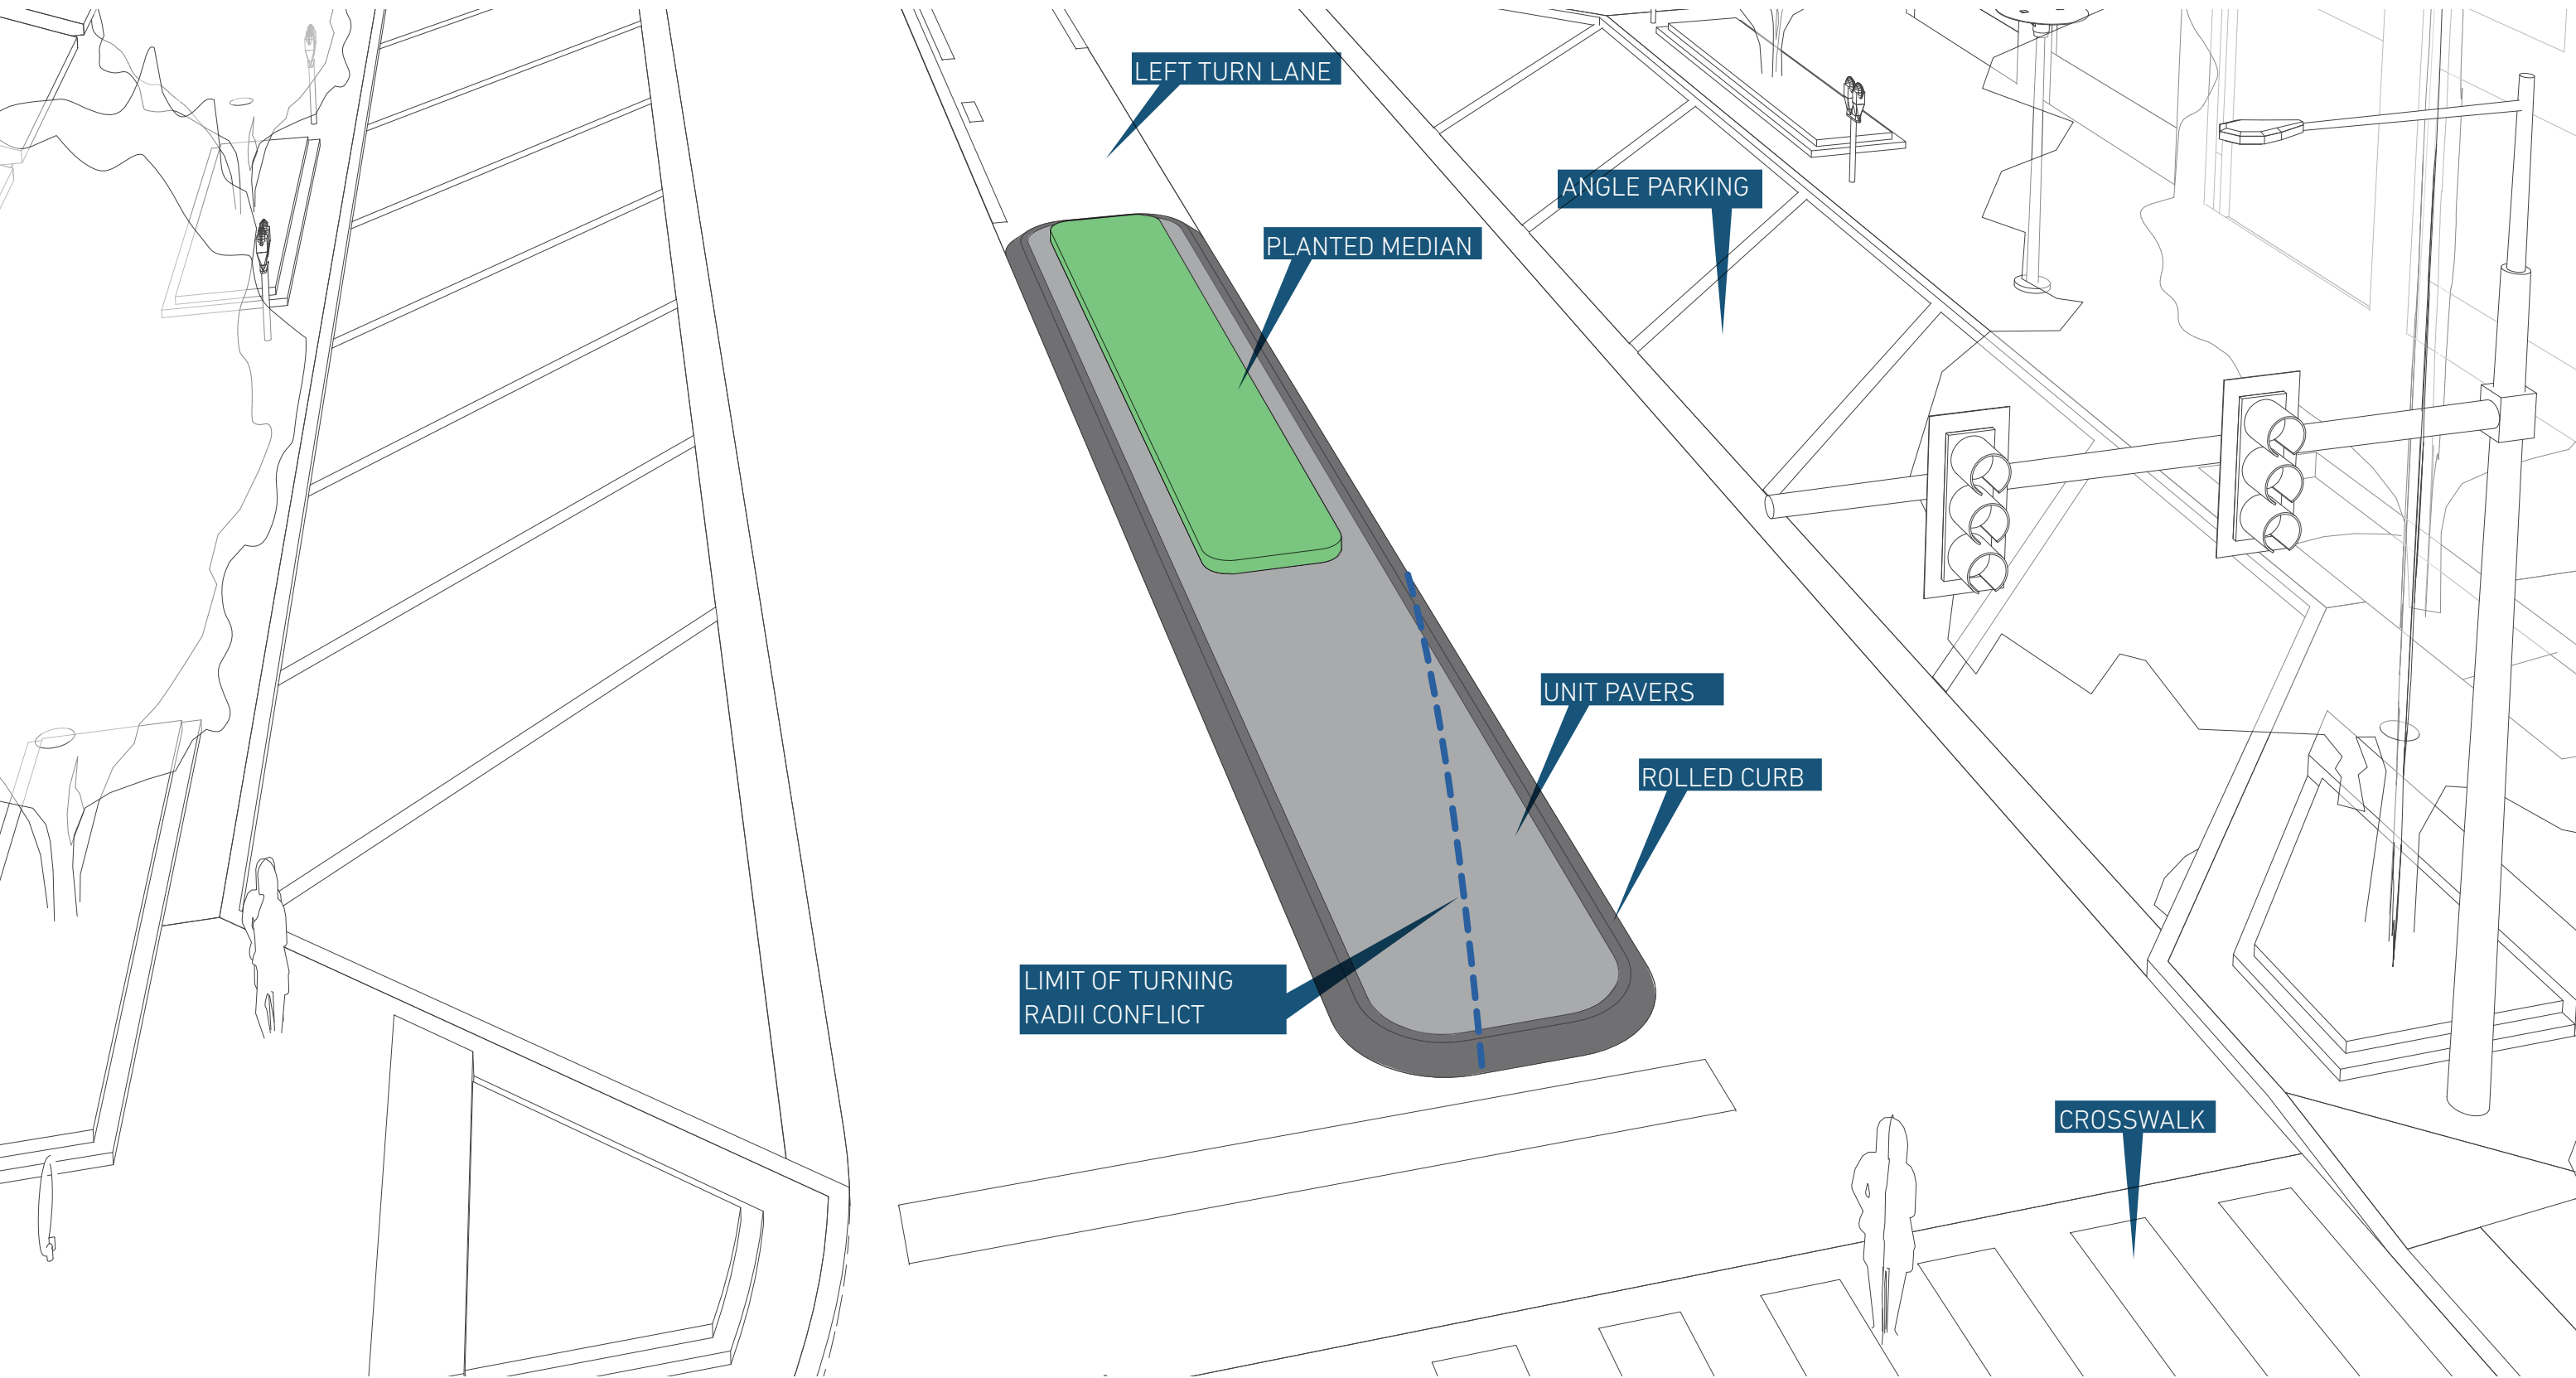 LEFT TURN LANE
ANGLE PARKING
PLANTED MEDIAN
UNIT PAVERS
ROLLED CURB
LIMIT OF TURNING
RADII CONFLICT
CROSSWALK